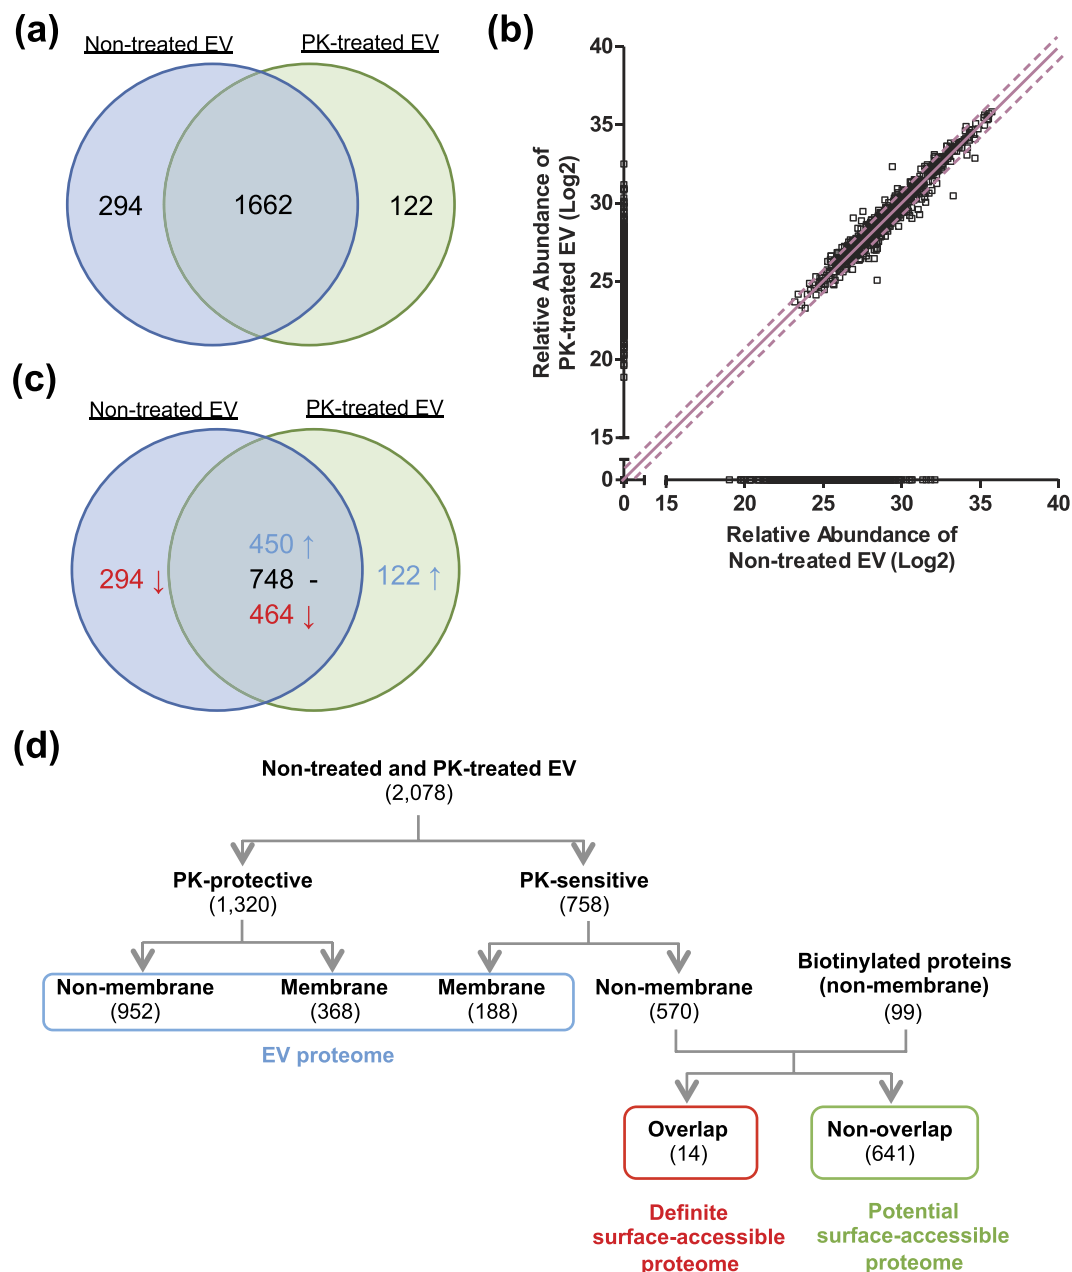 (a)
Non-treated EV
PK-treated EV
294
1662
122
(b)
40
35
30
25
20
15
0
Relative Abundance of
PK-treated EV (Log2)
0 15 20 25 30 35 40
Relative Abundance of
Non-treated EV (Log2)
(c)
Non-treated EV
PK-treated EV
294 ↓
450 ↑
748 -
464 ↓
122 ↑
(d)
Non-treated and PK-treated EV
(2,078)
PK-protective
(1,320)
PK-sensitive
(758)
Non-membrane
(952)
Membrane
(368)
Membrane
(188)
Non-membrane
(570)
Biotinylated proteins
(non-membrane)
(99)
EV proteome
Overlap
(14)
Non-overlap
(641)
Definite
surface-accessible
proteome
Potential
surface-accessible
proteome